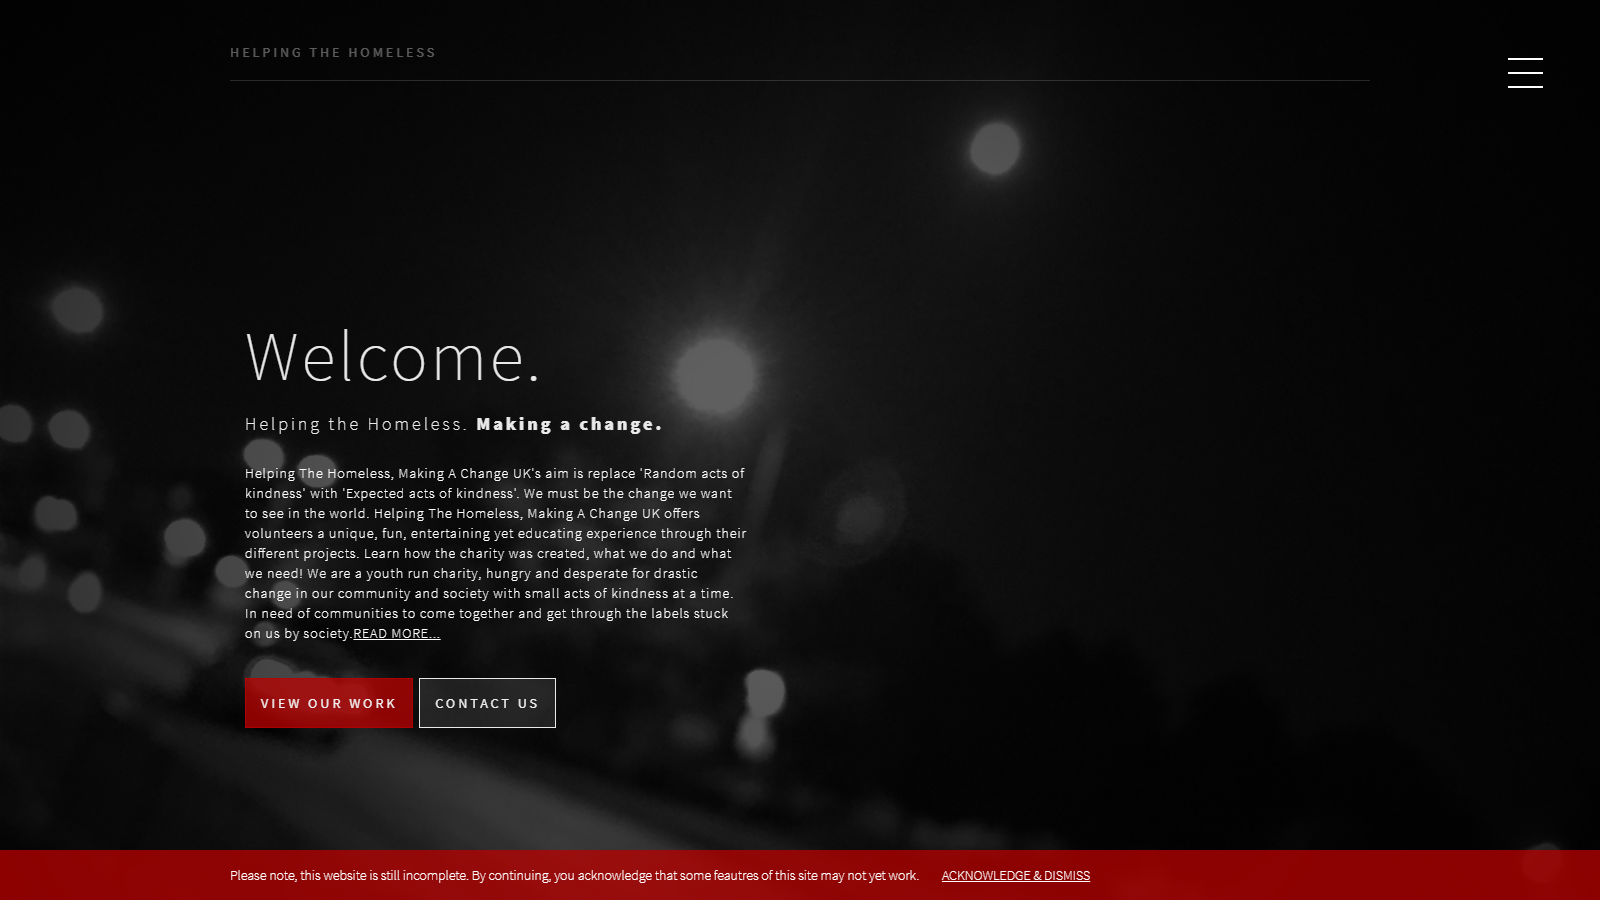 HELPING THE HOMELESS
Welcome.
Helping the Homeless. Making a change.
Helping The Homeless, Making A Change UK's aim is replace 'Random acts of
kindness' with 'Expected acts of kindness'. We must be the change we want
to see in the world. Helping The Homeless, Making A Change UK offers
volunteers a unique, fun, entertaining yet educating experience through their
different projects. Learn how the charity was created, what we do and what
we need! We are a youth run charity, hungry and desperate for drastic
change in our community and society with small acts of kindness at a time.
In need of communities to come together and get through the labels stuck
on us by society.READ MORE...
VIEW OUR WORK CONTACT US
Please note, this website is still incomplete. By continuing, you acknowledge that some feautres of this site may not yet work. ACKNOWLEDGE & DISMISS